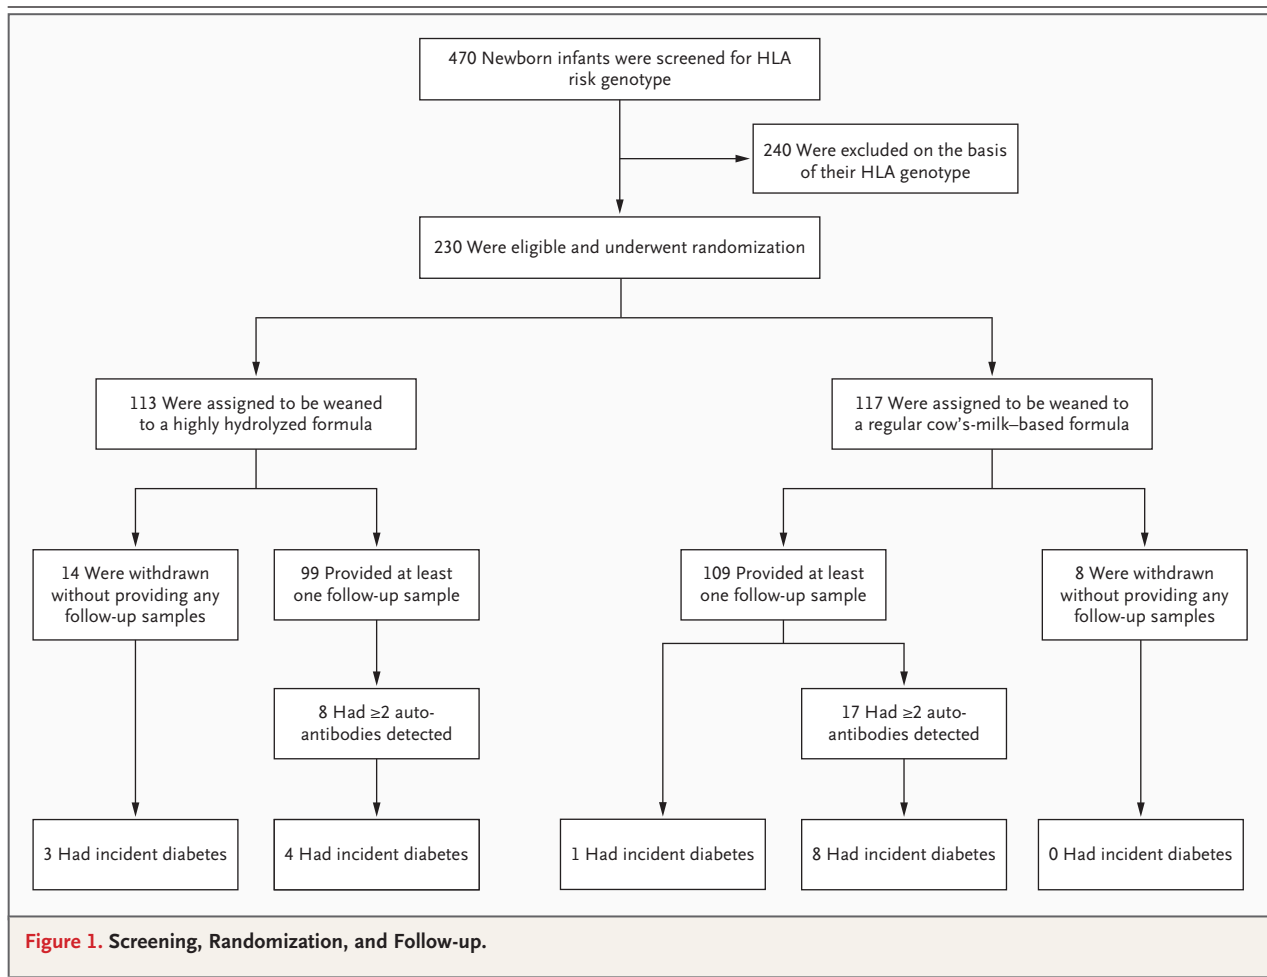 470 Newborn infants were screened for HLA
risk genotype
240 Were excluded on the basis
of their HLA genotype
230 Were eligible and underwent randomization
113 Were assigned to be weaned
to a highly hydrolyzed formula
117 Were assigned to be weaned to
a regular cow's-milk–based formula
14 Were withdrawn
without providing any
follow-up samples
99 Provided at least
one follow-up sample
109 Provided at least
one follow-up sample
8 Were withdrawn
without providing any
follow-up samples
8 Had ≥2 auto-
antibodies detected
17 Had ≥2 auto-
antibodies detected
3 Had incident diabetes
4 Had incident diabetes
1 Had incident diabetes
8 Had incident diabetes
0 Had incident diabetes
Figure 1. Screening, Randomization, and Follow-up.